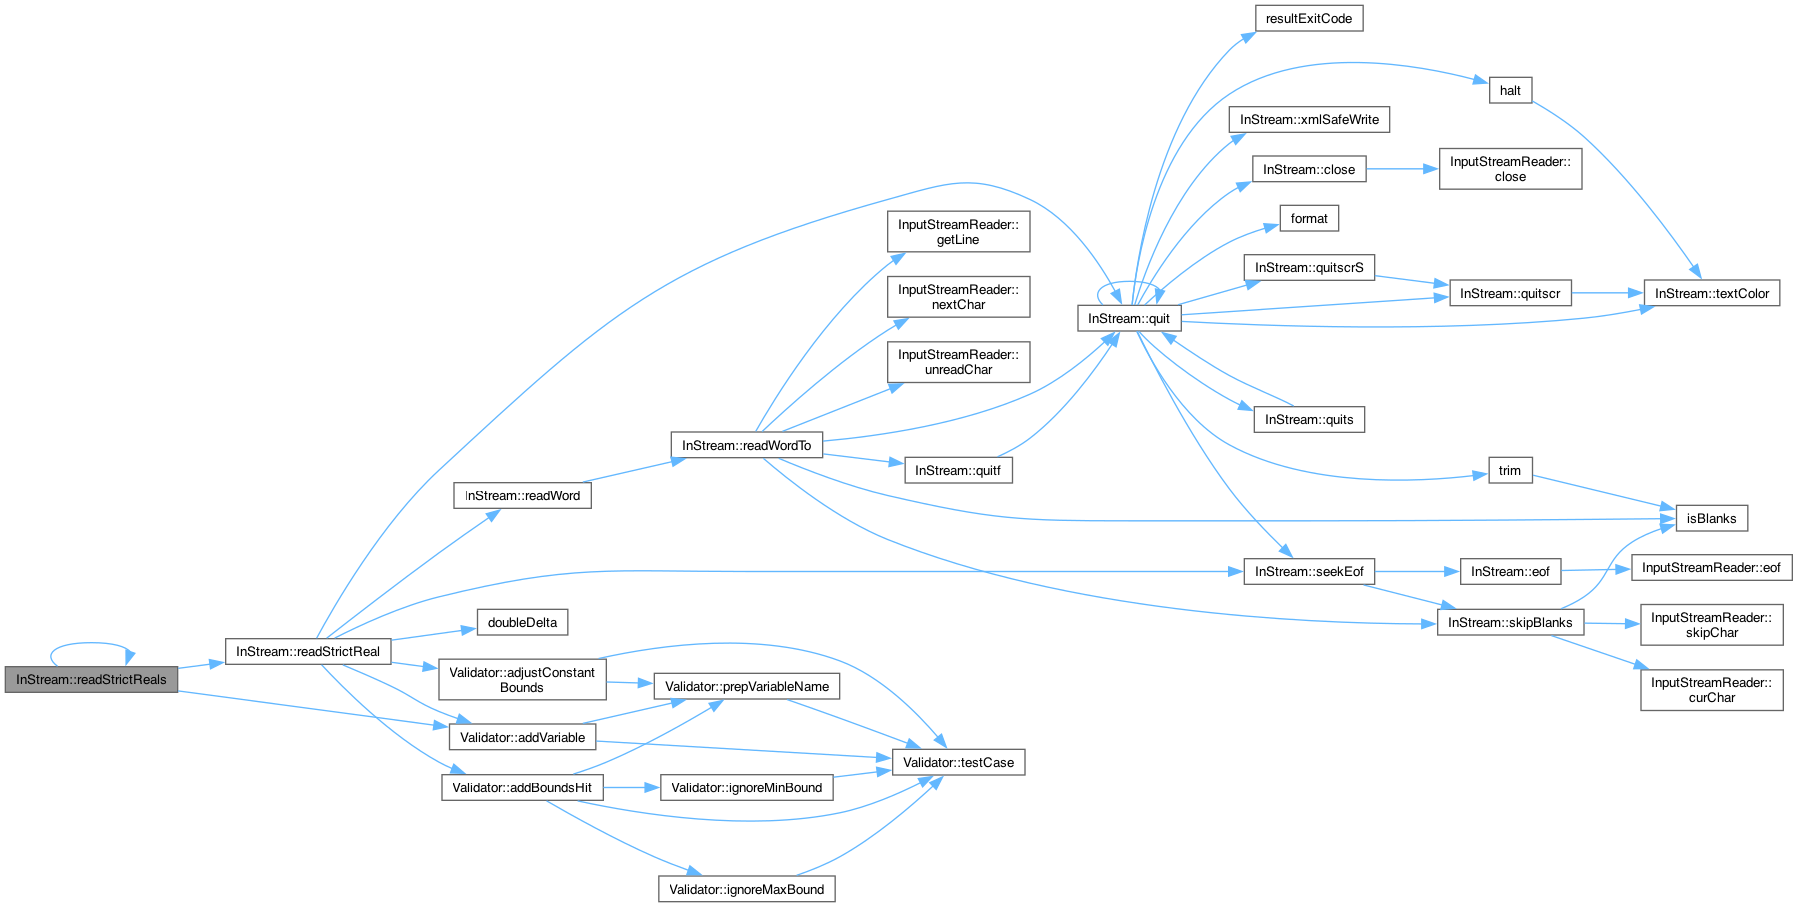 resultExitCode
halt
InStream::xmlSafeWrite
InStream::close
InputStreamReader::
close
InputStreamReader::
getLine
format
InStream::quitscrS
InputStreamReader::
nextChar
InStream::quitscr
InStream::textColor
InStream::quit
InputStreamReader::
unreadChar
InStream::quits
InStream::readWordTo
InStream::quitf
trim
InStream::readWord
isBlanks
InStream::seekEof
InStream::eof
InputStreamReader::eof
doubleDelta
InStream::skipBlanks
InputStreamReader::
skipChar
InStream::readStrictReal
InStream::readStrictReals
Validator::adjustConstant
Bounds
Validator::prepVariableName
InputStreamReader::
curChar
Validator::addVariable
Validator::testCase
Validator::addBoundsHit
Validator::ignoreMinBound
Validator::ignoreMaxBound